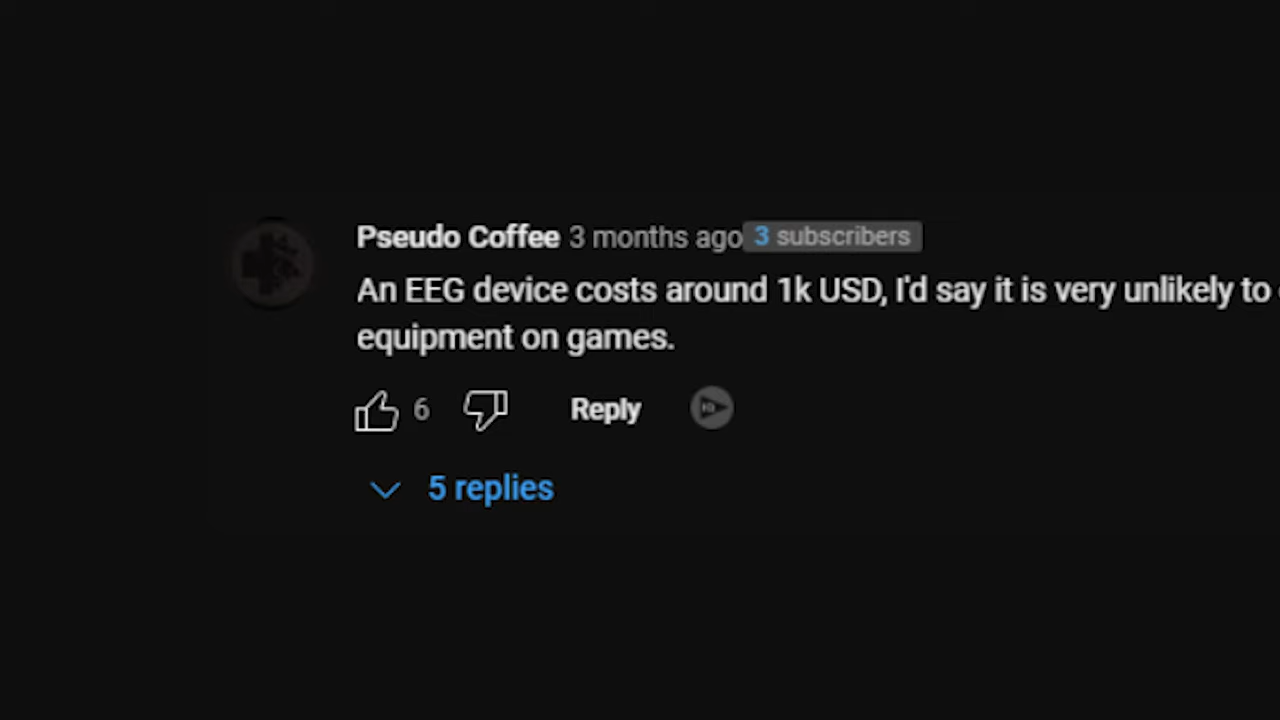 Pseudo Coffee 3 months ago 3 subscribers
An EEG device costs around 1k USD, I'd say it is very unlikely to
equipment on games.
6 Reply
5 replies